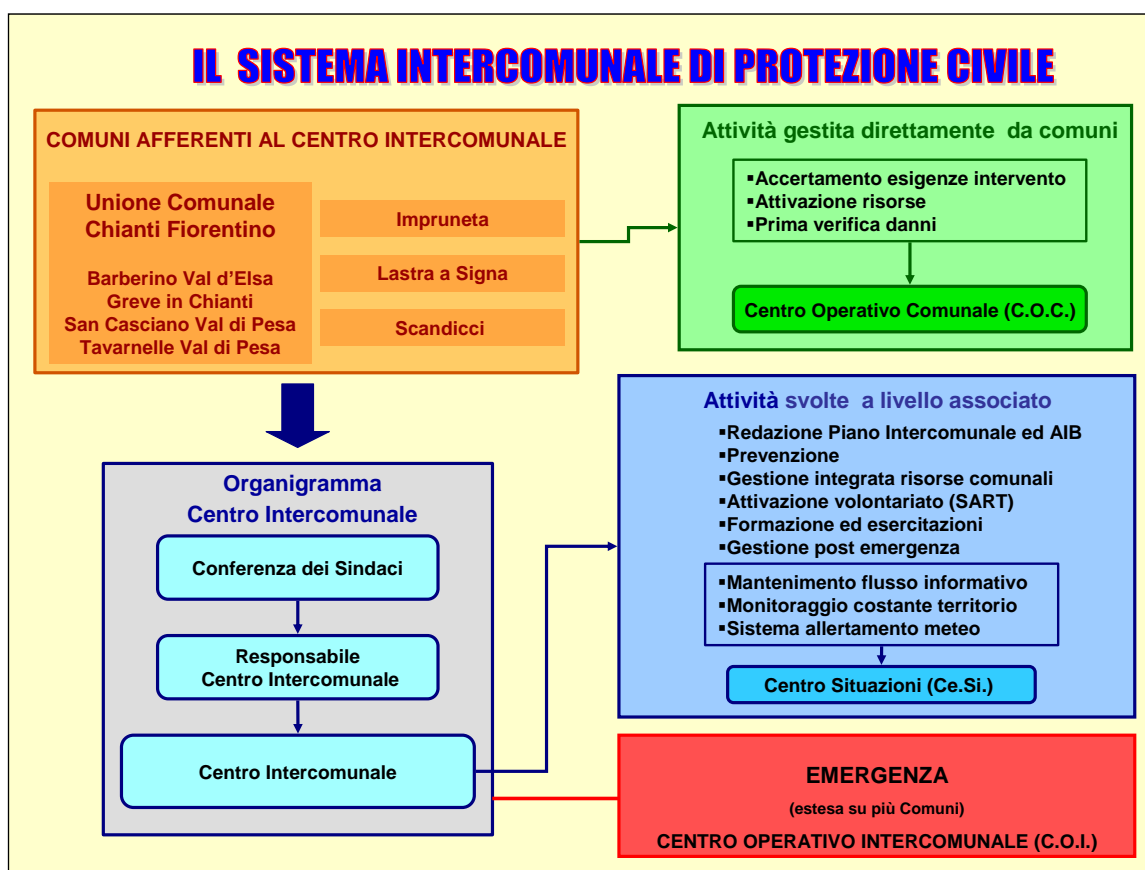 IL SISTEMA INTERCOMUNALE DI PROTEZIONE CIVILE
COMUNI AFFERENTI AL CENTRO INTERCOMUNALE
Unione Comunale
Chianti Fiorentino
Barberino Val d'Elsa
Greve in Chianti
San Casciano Val di Pesa
Tavarnelle Val di Pesa
Impruneta
Lastra a Signa
Scandicci
Attività gestita direttamente da comuni
▪Accertamento esigenze intervento
▪Attivazione risorse
▪Prima verifica danni
Centro Operativo Comunale (C.O.C.)
Organigramma
Centro Intercomunale
Conferenza dei Sindaci
Responsabile
Centro Intercomunale
Centro Intercomunale
Attività svolte a livello associato
▪Redazione Piano Intercomunale ed AIB
▪Prevenzione
▪Gestione integrata risorse comunali
▪Attivazione volontariato (SART)
▪Formazione ed esercitazioni
▪Gestione post emergenza
▪Mantenimento flusso informativo
▪Monitoraggio costante territorio
▪Sistema allertamento meteo
Centro Situazioni (Ce.Si.)
EMERGENZA
(estesa su più Comuni)
CENTRO OPERATIVO INTERCOMUNALE (C.O.I.)